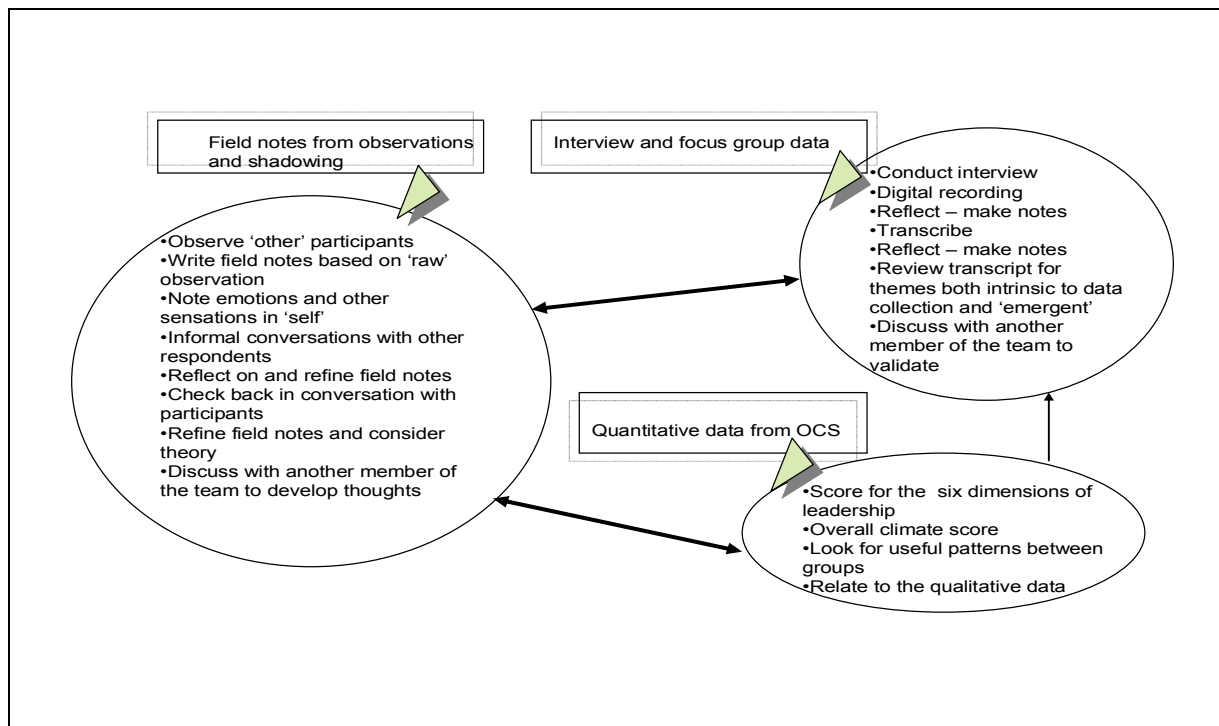 Field notes from observations
and shadowing
•Observe ‘other’ participants
•Write field notes based on ‘raw’
observation
•Note emotions and other
sensations in ‘self’
•Informal conversations with other
respondents
•Reflect on and refine field notes
•Check back in conversation with
participants
•Refine field notes and consider
theory
•Discuss with another member of
the team to develop thoughts
Interview and focus group data
•Conduct interview
•Digital recording
•Reflect – make notes
•Transcribe
•Reflect – make notes
•Review transcript for
themes both intrinsic to data
collection and ‘emergent’
•Discuss with another
member of the team to
validate
Quantitative data from OCS
•Score for the six dimensions of
leadership
•Overall climate score
•Look for useful patterns between
groups
•Relate to the qualitative data